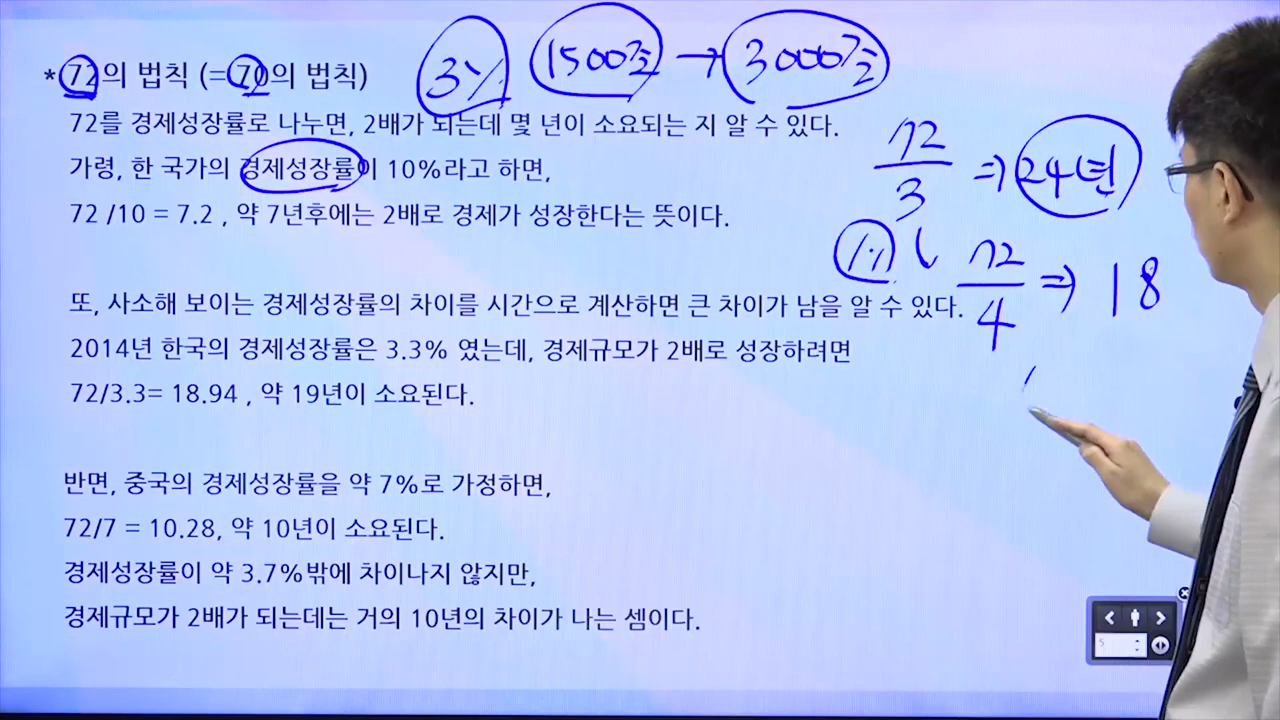 3% 1500조 → 3000조
* 72의 법칙 (= 70의 법칙)
72를 경제성장률로 나누면, 2배가 되는데 몇 년이 소요되는 지 알 수 있다.
가령, 한 국가의 경제성장률이 10%라고 하면,
72 /10 = 7.2 , 약 7년후에는 2배로 경제가 성장한다는 뜻이다.
72/3 ⇒ 24년
1%
72/4 ⇒ 18
또, 사소해 보이는 경제성장률의 차이를 시간으로 계산하면 큰 차이가 남을 알 수 있다.
2014년 한국의 경제성장률은 3.3% 였는데, 경제규모가 2배로 성장하려면
72/3.3= 18.94 , 약 19년이 소요된다.
반면, 중국의 경제성장률을 약 7%로 가정하면,
72/7 = 10.28, 약 10년이 소요된다.
경제성장률이 약 3.7%밖에 차이나지 않지만,
경제규모가 2배가 되는데는 거의 10년의 차이가 나는 셈이다.
5